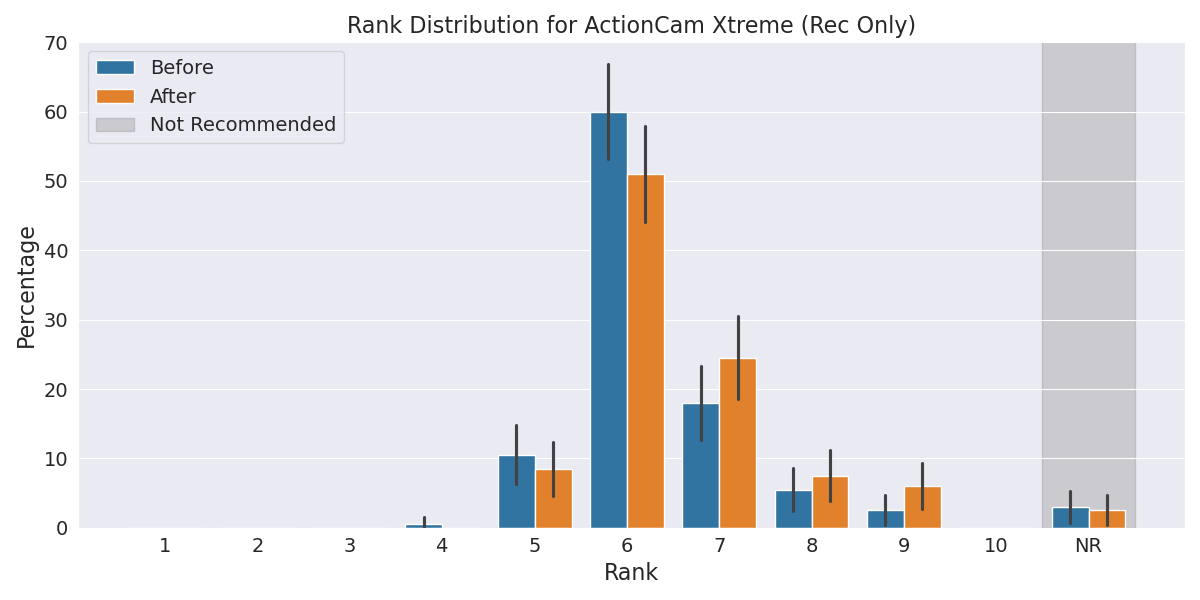 Rank Distribution for ActionCam Xtreme (Rec Only)
Before
After
Not Recommended
Percentage
70
60
50
40
30
20
10
0
1 2 3 4 5 6 7 8 9 10 NR
Rank